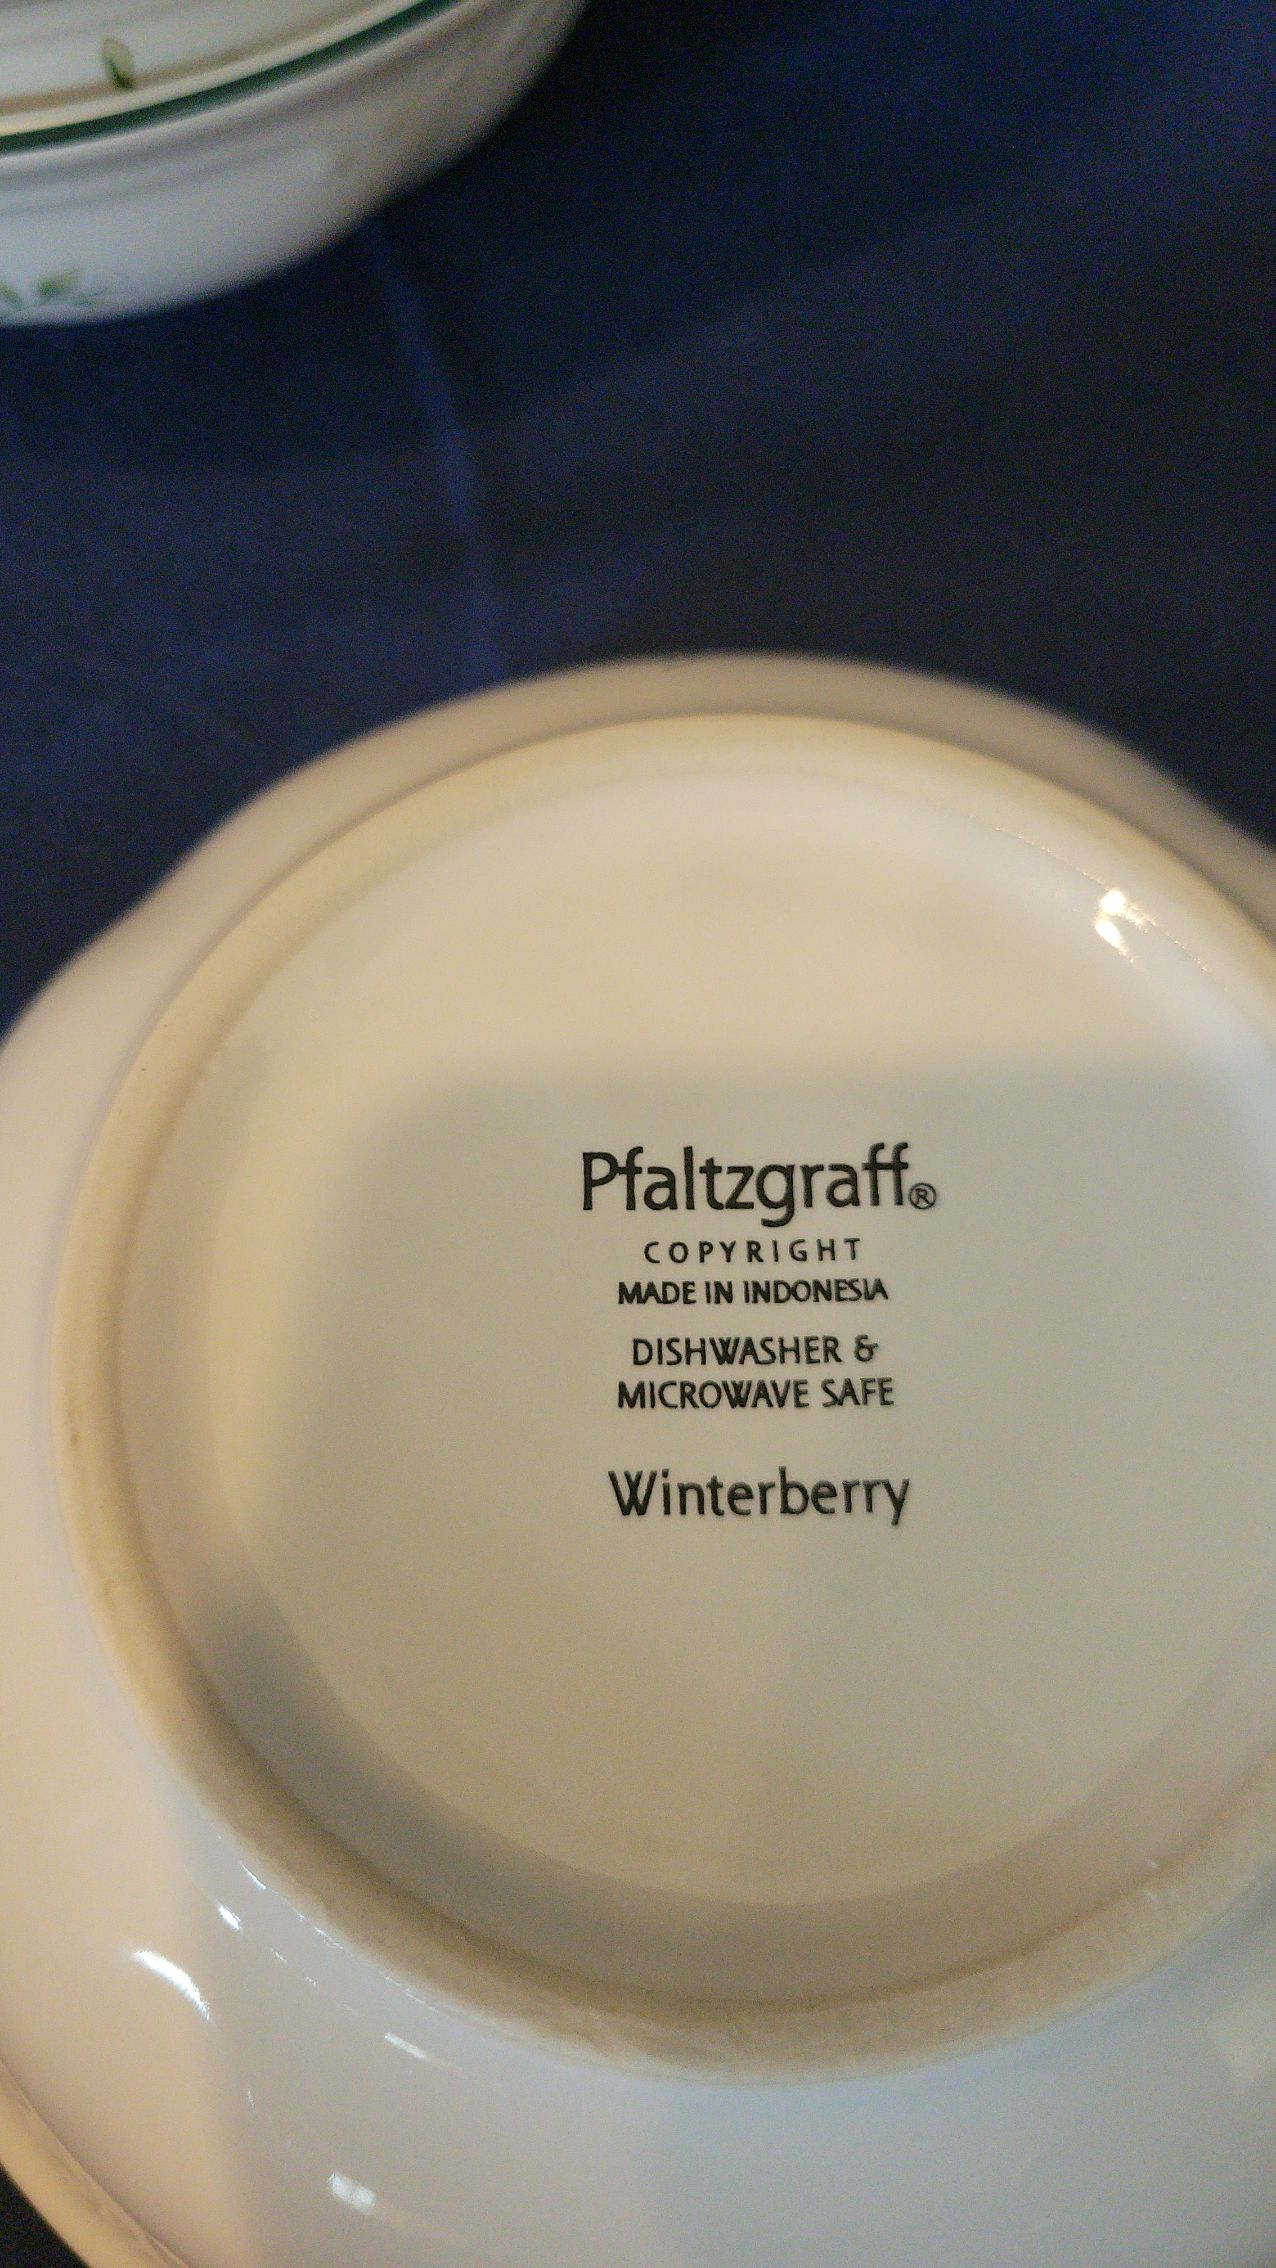 Pfaltzgraff®
COPYRIGHT
MADE IN INDONESIA
DISHWASHER &
MICROWAVE SAFE
Winterberry